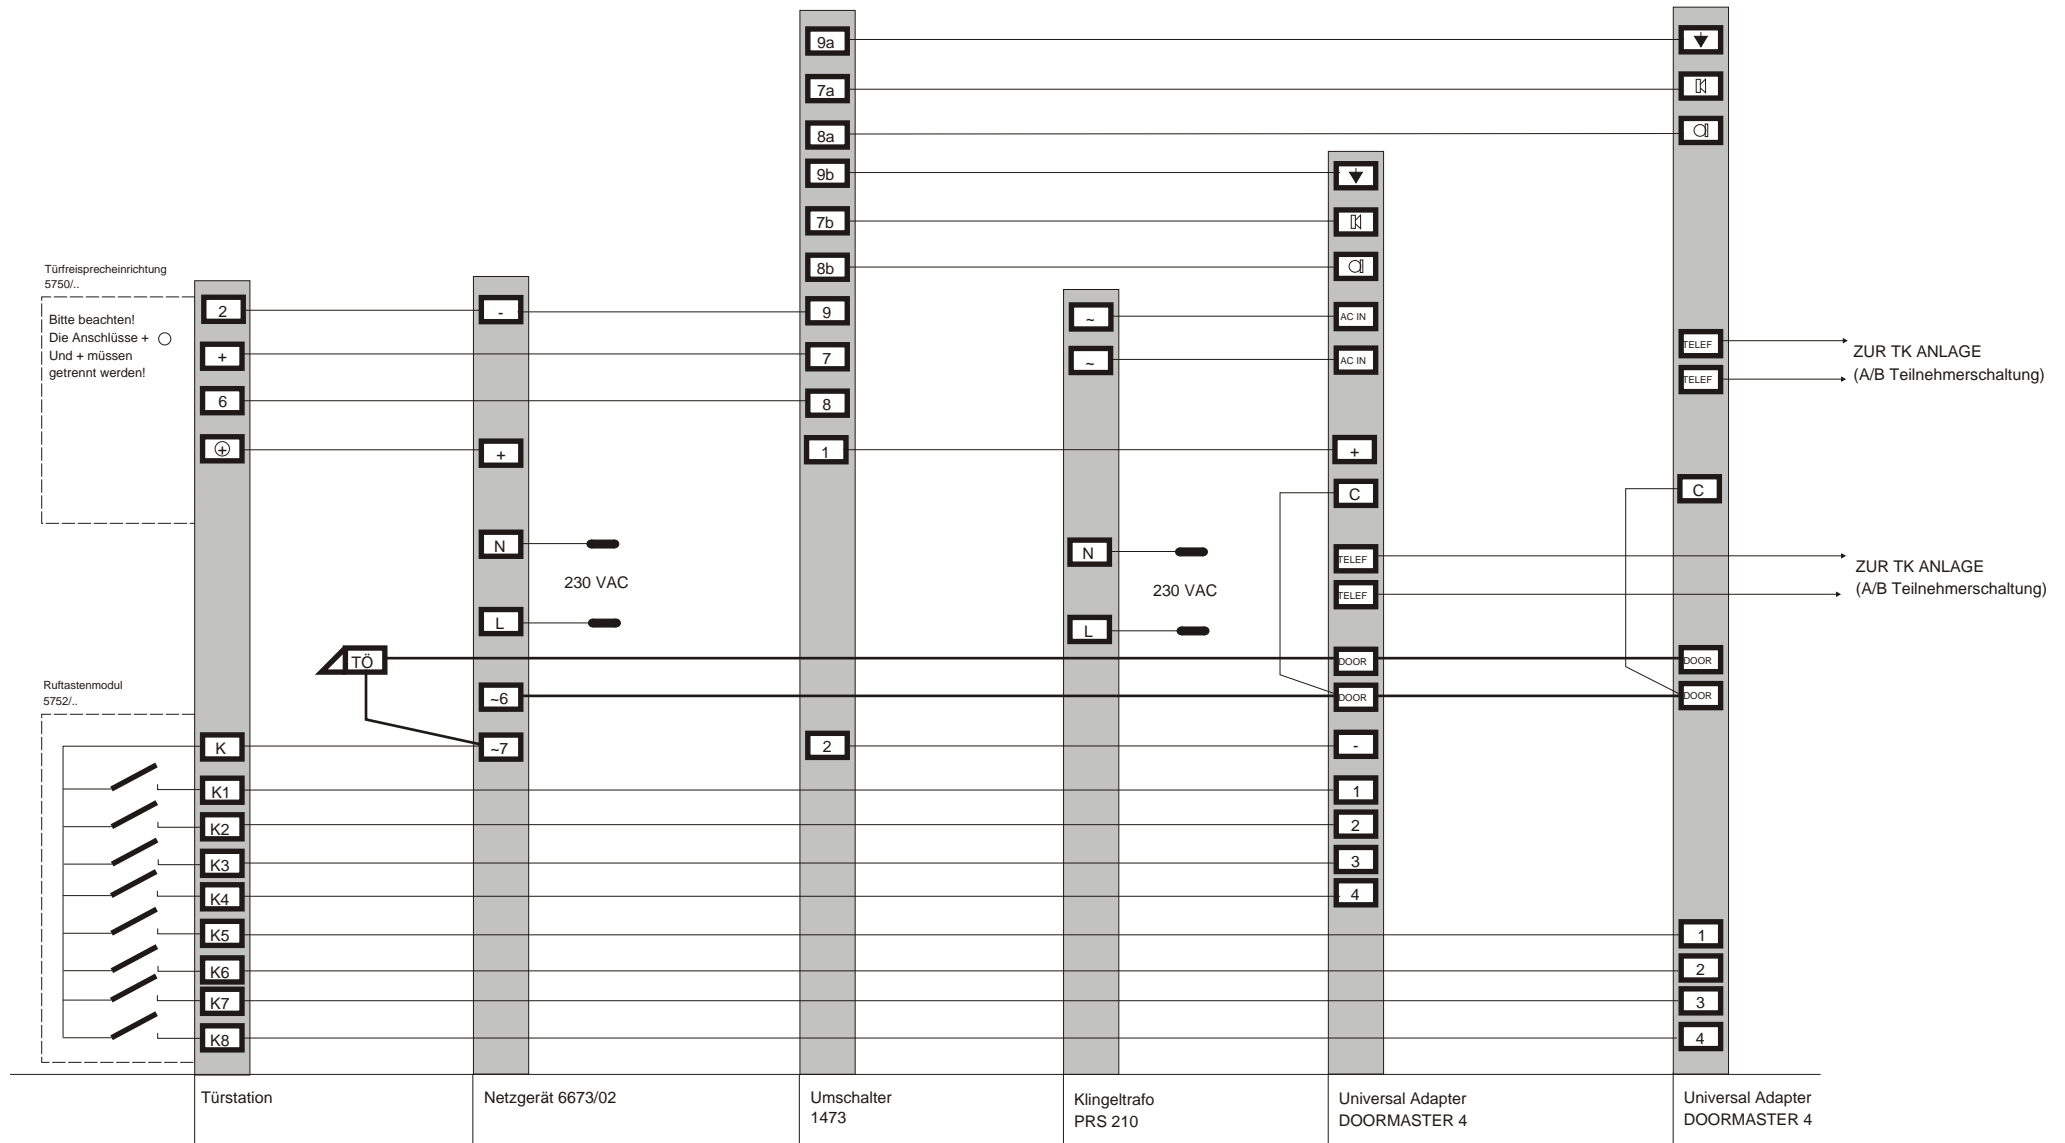 Türfreisprecheinrichtung
5750/..
Bitte beachten!
Die Anschlüsse +
Und + müssen
getrennt werden!
2
+
6
+
Ruftastenmodul
5752/..
K
K1
K2
K3
K4
K5
K6
K7
K8
Türstation
TÖ
-
+
N
230 VAC
L
~6
~7
Netzgerät 6673/02
9a
7a
8a
9b
7b
8b
9
7
8
1
2
Umschalter
1473
~
~
N
230 VAC
L
Klingeltrafo
PRS 210
AC IN
AC IN
+
C
TELEF
TELEF
DOOR
DOOR
-
1
2
3
4
Universal Adapter
DOORMASTER 4
TELEF
TELEF
C
DOOR
DOOR
1
2
3
4
Universal Adapter
DOORMASTER 4
ZUR TK ANLAGE
(A/B Teilnehmerschaltung)
ZUR TK ANLAGE
(A/B Teilnehmerschaltung)